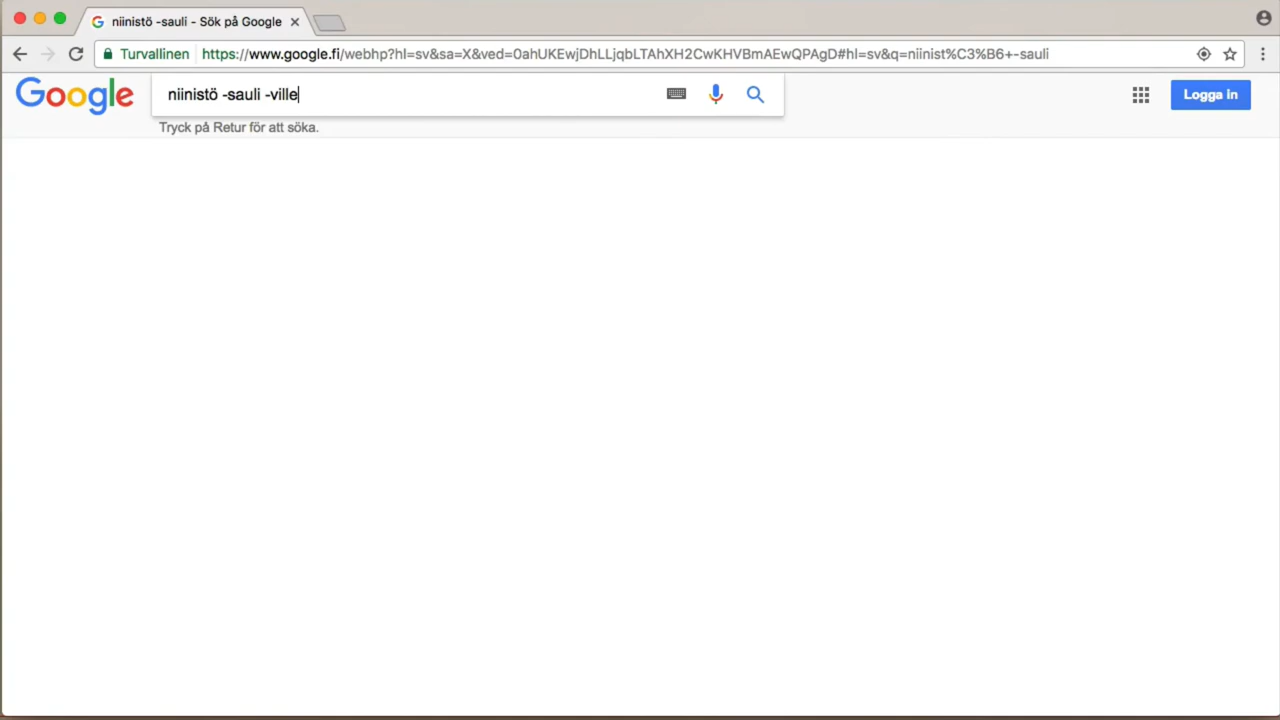 niinistö -sauli - Sök på Google
Turvallinen https://www.google.fi/webhp?hl=sv&sa=X&ved=0ahUKEwjDhLLjqbLTAhXH2CwKHVBmAEwQPAgD#hl=sv&q=niinist%C3%B6+-sauli
Google niinistö -sauli -ville Logga in
Tryck på Retur för att söka.